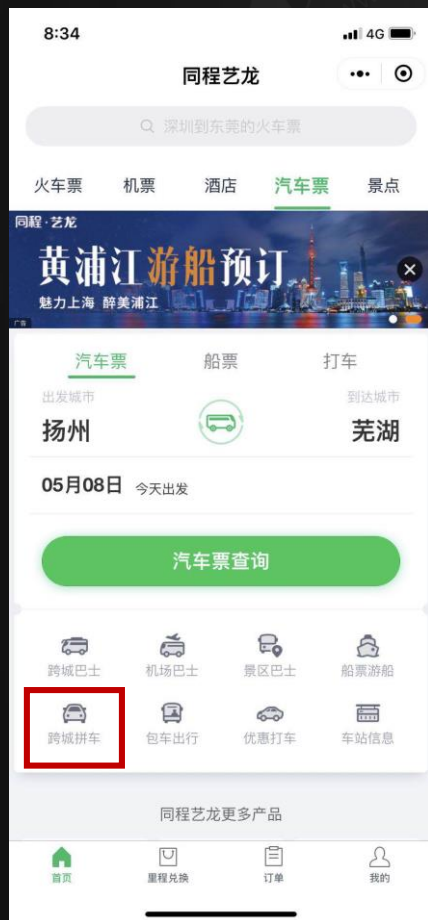 8:34
4G
同程艺龙
深圳到东莞的火车票
火车票 机票 酒店 汽车票 景点
同程·艺龙
黄浦江游船预订
魅力上海 醉美浦江
广告
汽车票 船票 打车
出发城市 到达城市
扬州 芜湖
05月08日 今天出发
汽车票查询
跨城巴士 机场巴士 景区巴士 船票游船
跨城拼车 包车出行 优惠打车 车站信息
同程艺龙更多产品
首页 里程兑换 订单 我的